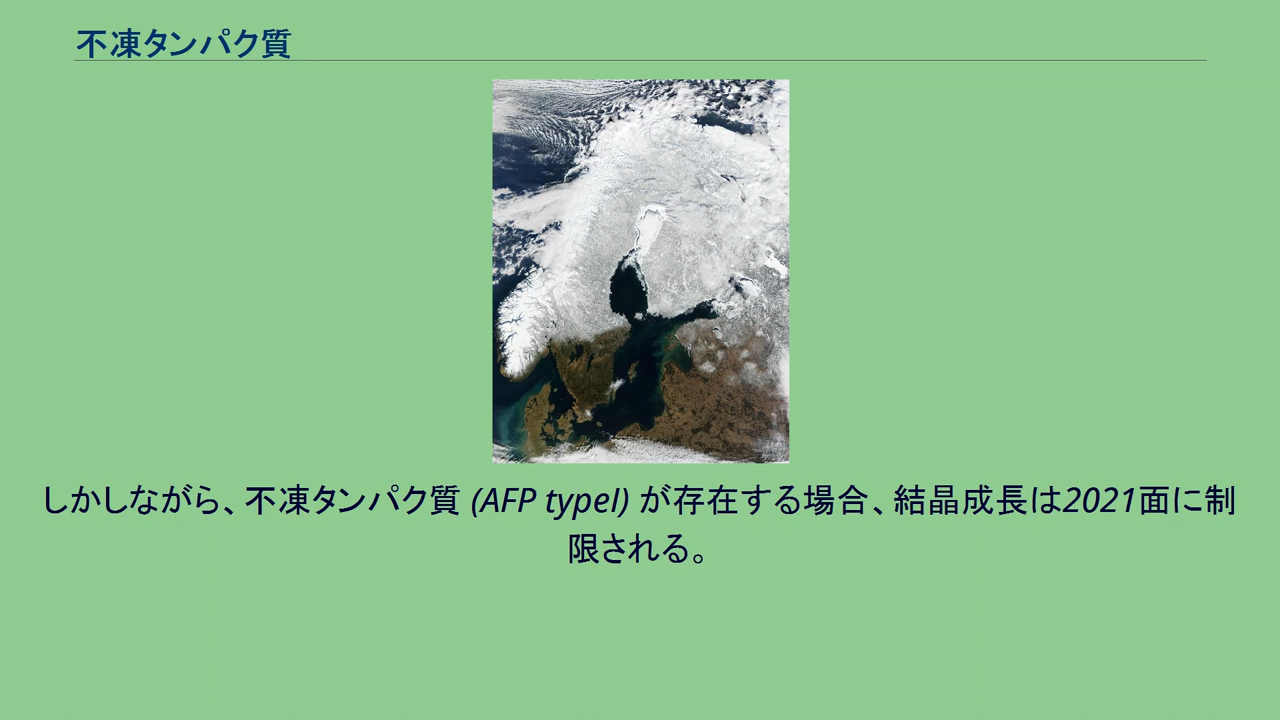 不凍タンパク質
しかしながら、不凍タンパク質 (AFP typeI) が存在する場合、結晶成長は2021面に制
限される。